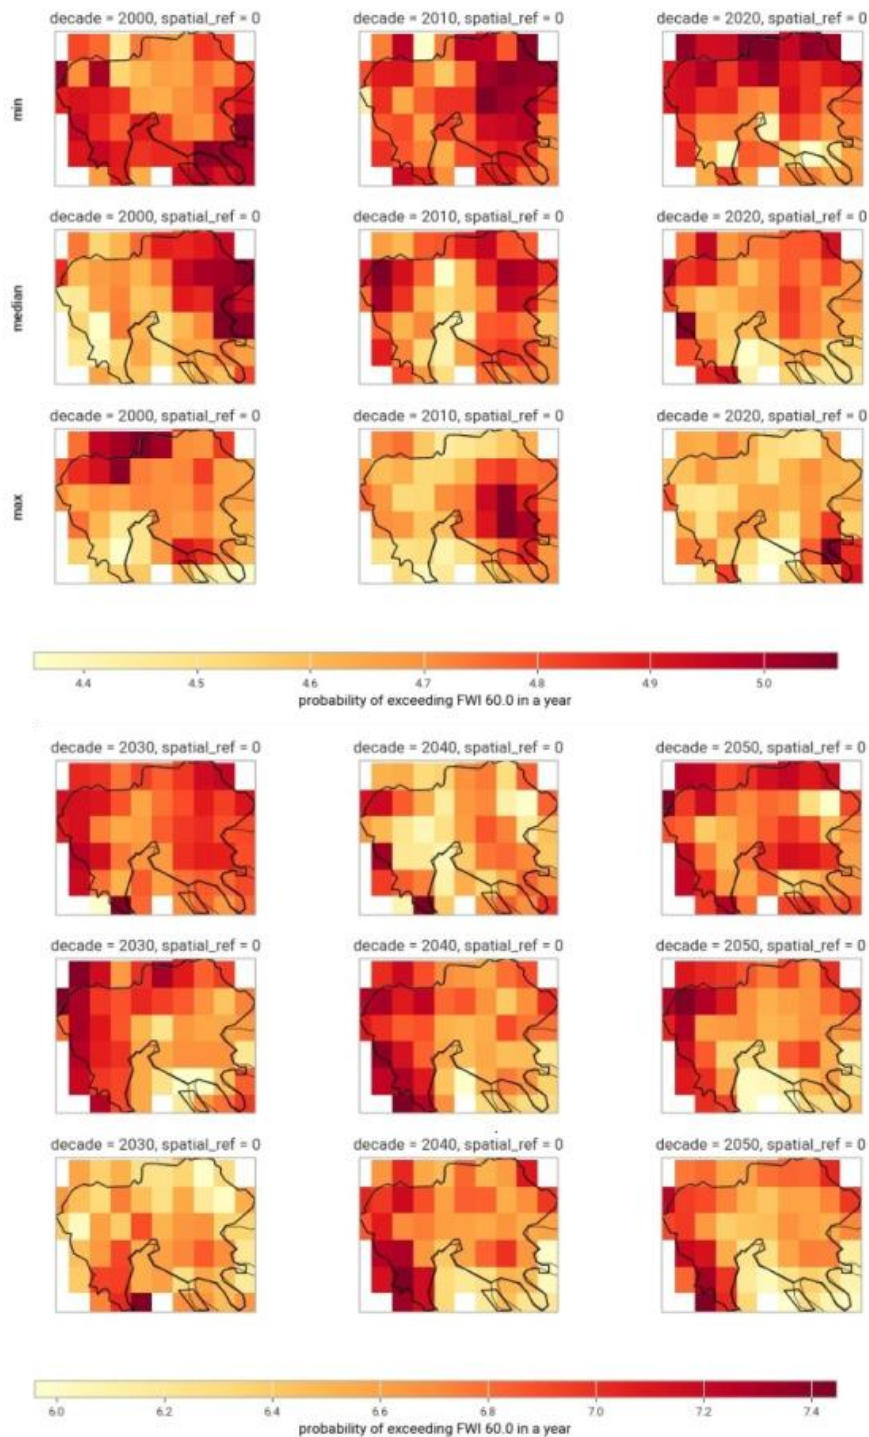 decade = 2000, spatial_ref = 0 decade = 2010, spatial_ref = 0 decade = 2020, spatial_ref = 0
min
decade = 2000, spatial_ref = 0 decade = 2010, spatial_ref = 0 decade = 2020, spatial_ref = 0
median
decade = 2000, spatial_ref = 0 decade = 2010, spatial_ref = 0 decade = 2020, spatial_ref = 0
max
4.4 4.5 4.6 4.7 4.8 4.9 5.0
probability of exceeding FWI 60.0 in a year
decade = 2030, spatial_ref = 0 decade = 2040, spatial_ref = 0 decade = 2050, spatial_ref = 0
decade = 2030, spatial_ref = 0 decade = 2040, spatial_ref = 0 decade = 2050, spatial_ref = 0
decade = 2030, spatial_ref = 0 decade = 2040, spatial_ref = 0 decade = 2050, spatial_ref = 0
6.0 6.2 6.4 6.6 6.8 7.0 7.2 7.4
probability of exceeding FWI 60.0 in a year